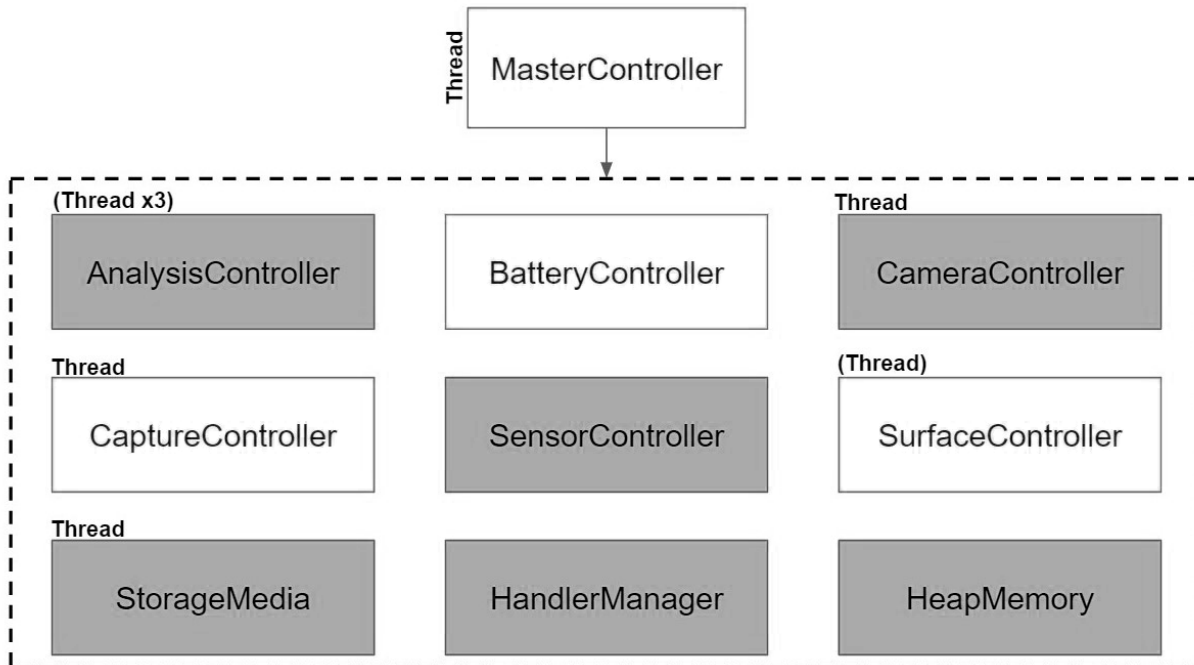 Thread
MasterController
(Thread x3)
AnalysisController
BatteryController
Thread
CameraController
Thread
CaptureController
SensorController
(Thread)
SurfaceController
Thread
StorageMedia
HandlerManager
HeapMemory